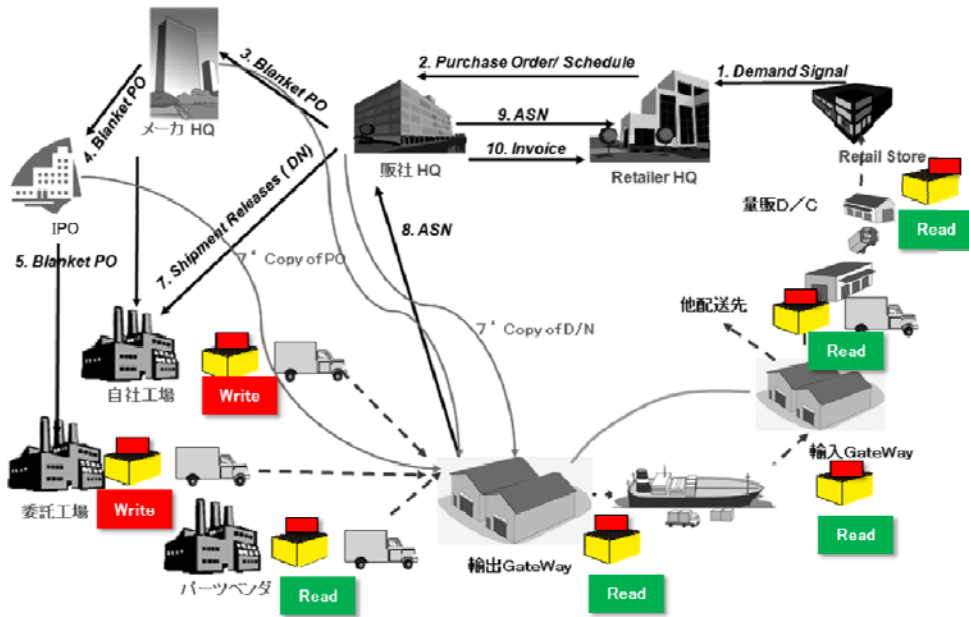 3. Blanket PO
2. Purchase Order/ Schedule
1. Demand Signal
4. Blanket PO
メーカ HQ
9. ASN
10. Invoice
販社 HQ
Retailer HQ
Retail Store
IPO
量販D/C
Read
5. Blanket PO
7. Shipment Releases ( DN)
7' Copy of PO
8. ASN
7' Copy of D/N
他配送先
Read
自社工場
Write
輸入GateWay
委託工場
Write
パーツベンダ
Read
輸出GateWay
Read
Read